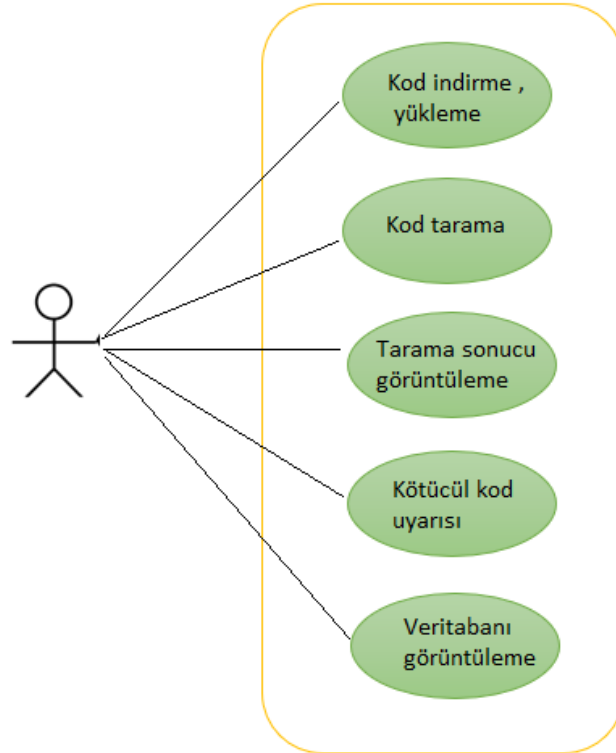 Kod indirme ,
yükleme
Kod tarama
Tarama sonucu
görüntüleme
Kötücül kod
uyarısı
Veritabanı
görüntüleme